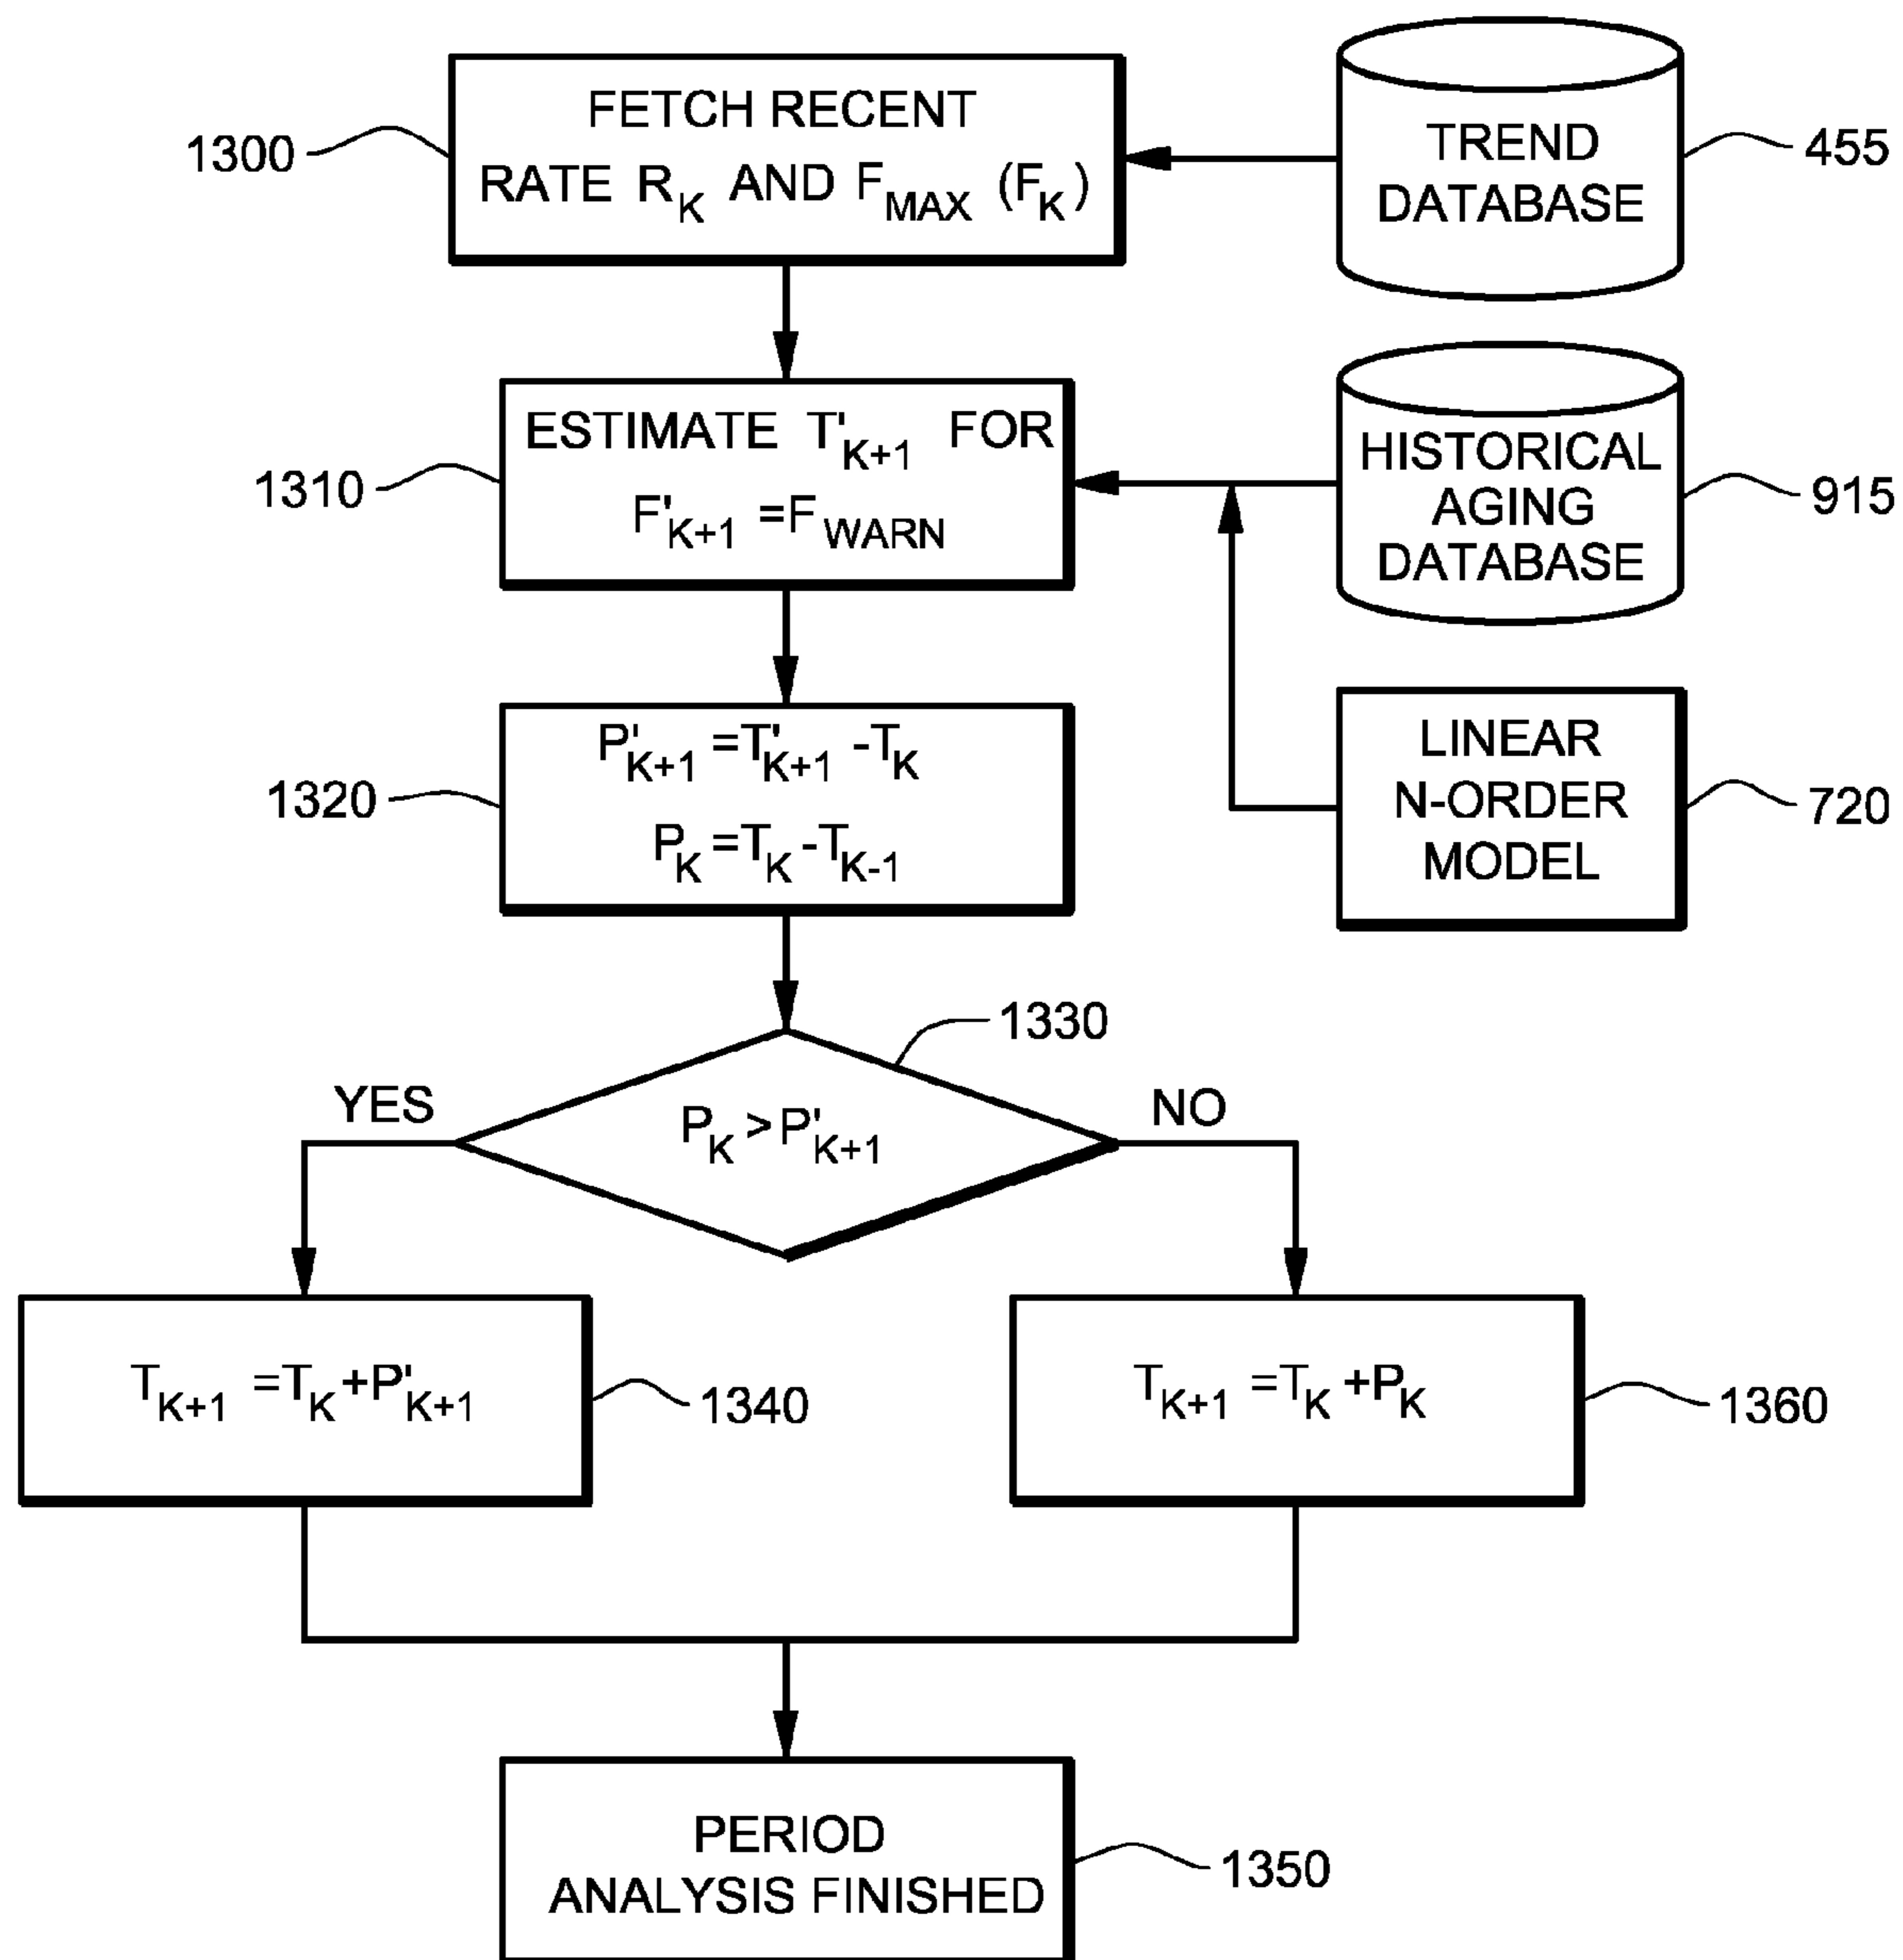 FETCH RECENT
RATE R_K AND F_MAX (F_K)
1300
TREND
DATABASE
455
ESTIMATE T'_K+1 FOR
F'_K+1 =F_WARN
1310
HISTORICAL
AGING
DATABASE
915
P'_K+1 =T'_K+1 -T_K
P_K =T_K -T_K-1
1320
LINEAR
N-ORDER
MODEL
720
1330
YES
P_K >P'_K+1
NO
T_K+1 =T_K +P'_K+1
1340
T_K+1 =T_K +P_K
1360
PERIOD
ANALYSIS FINISHED
1350